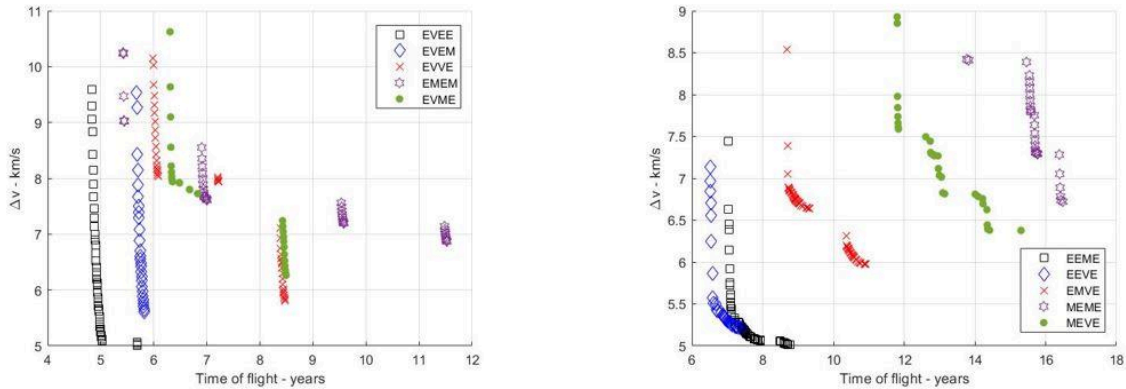 11
10
9
8
7
6
5
Δv - km/s
4 5 6 7 8 9 10 11 12
Time of flight - years
EVEE
EVEM
EVVE
EMEM
EVME
9
8.5
8
7.5
7
6.5
6
5.5
5
Δv - km/s
6 8 10 12 14 16 18
Time of flight - years
EEME
EEVE
EMVE
MEME
MEVE